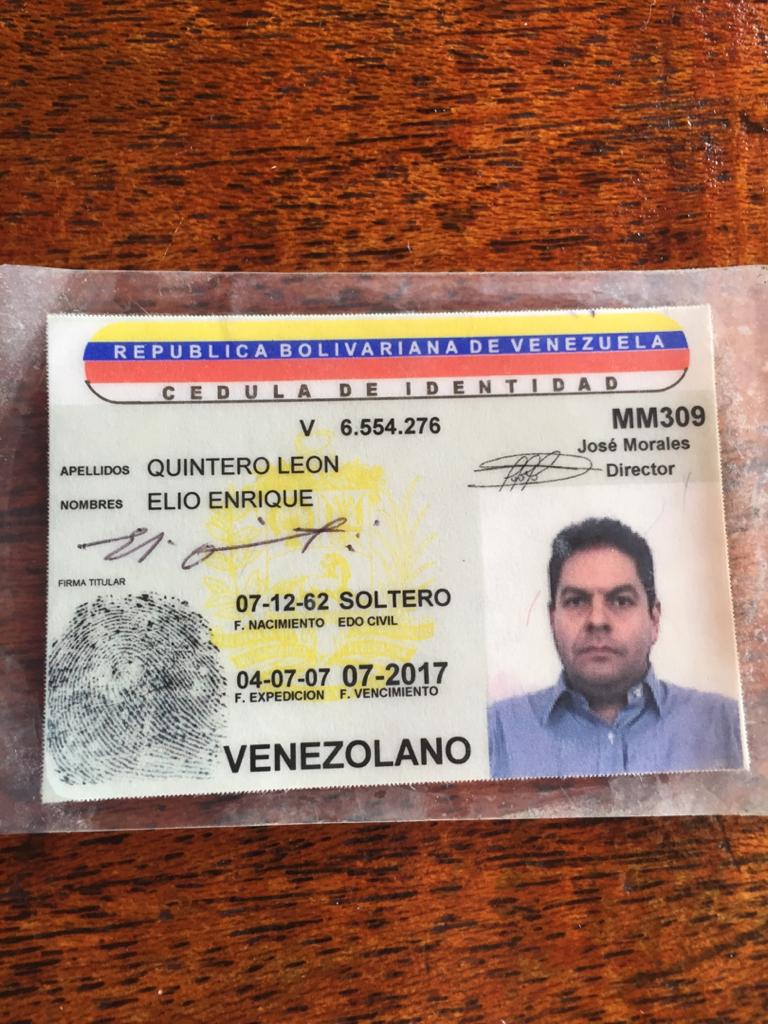 REPUBLICA BOLIVARIANA DE VENEZUELA
CEDULA DE IDENTIDAD
V 6.554.276
MM309
José Morales
Director
APELLIDOS QUINTERO LEON
NOMBRES ELIO ENRIQUE
FIRMA TITULAR
07-12-62 SOLTERO
F. NACIMIENTO EDO CIVIL
04-07-07 07-2017
F. EXPEDICION F. VENCIMIENTO
VENEZOLANO